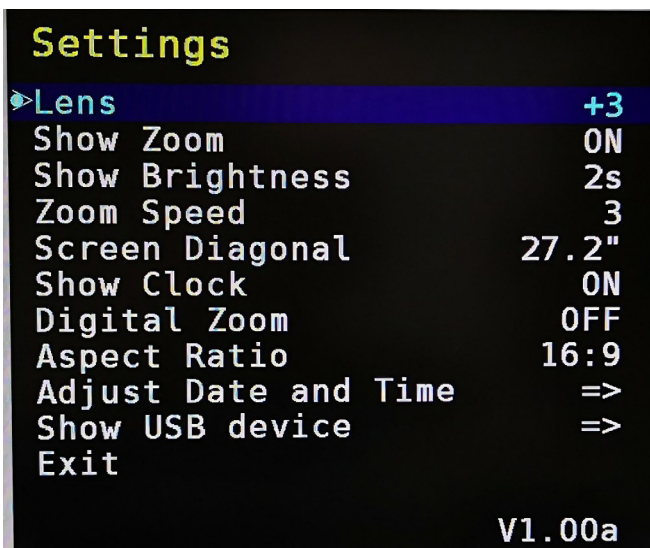 Settings
Lens +3
Show Zoom ON
Show Brightness 2s
Zoom Speed 3
Screen Diagonal 27.2"
Show Clock ON
Digital Zoom OFF
Aspect Ratio 16:9
Adjust Date and Time =>
Show USB device =>
Exit
V1.00a